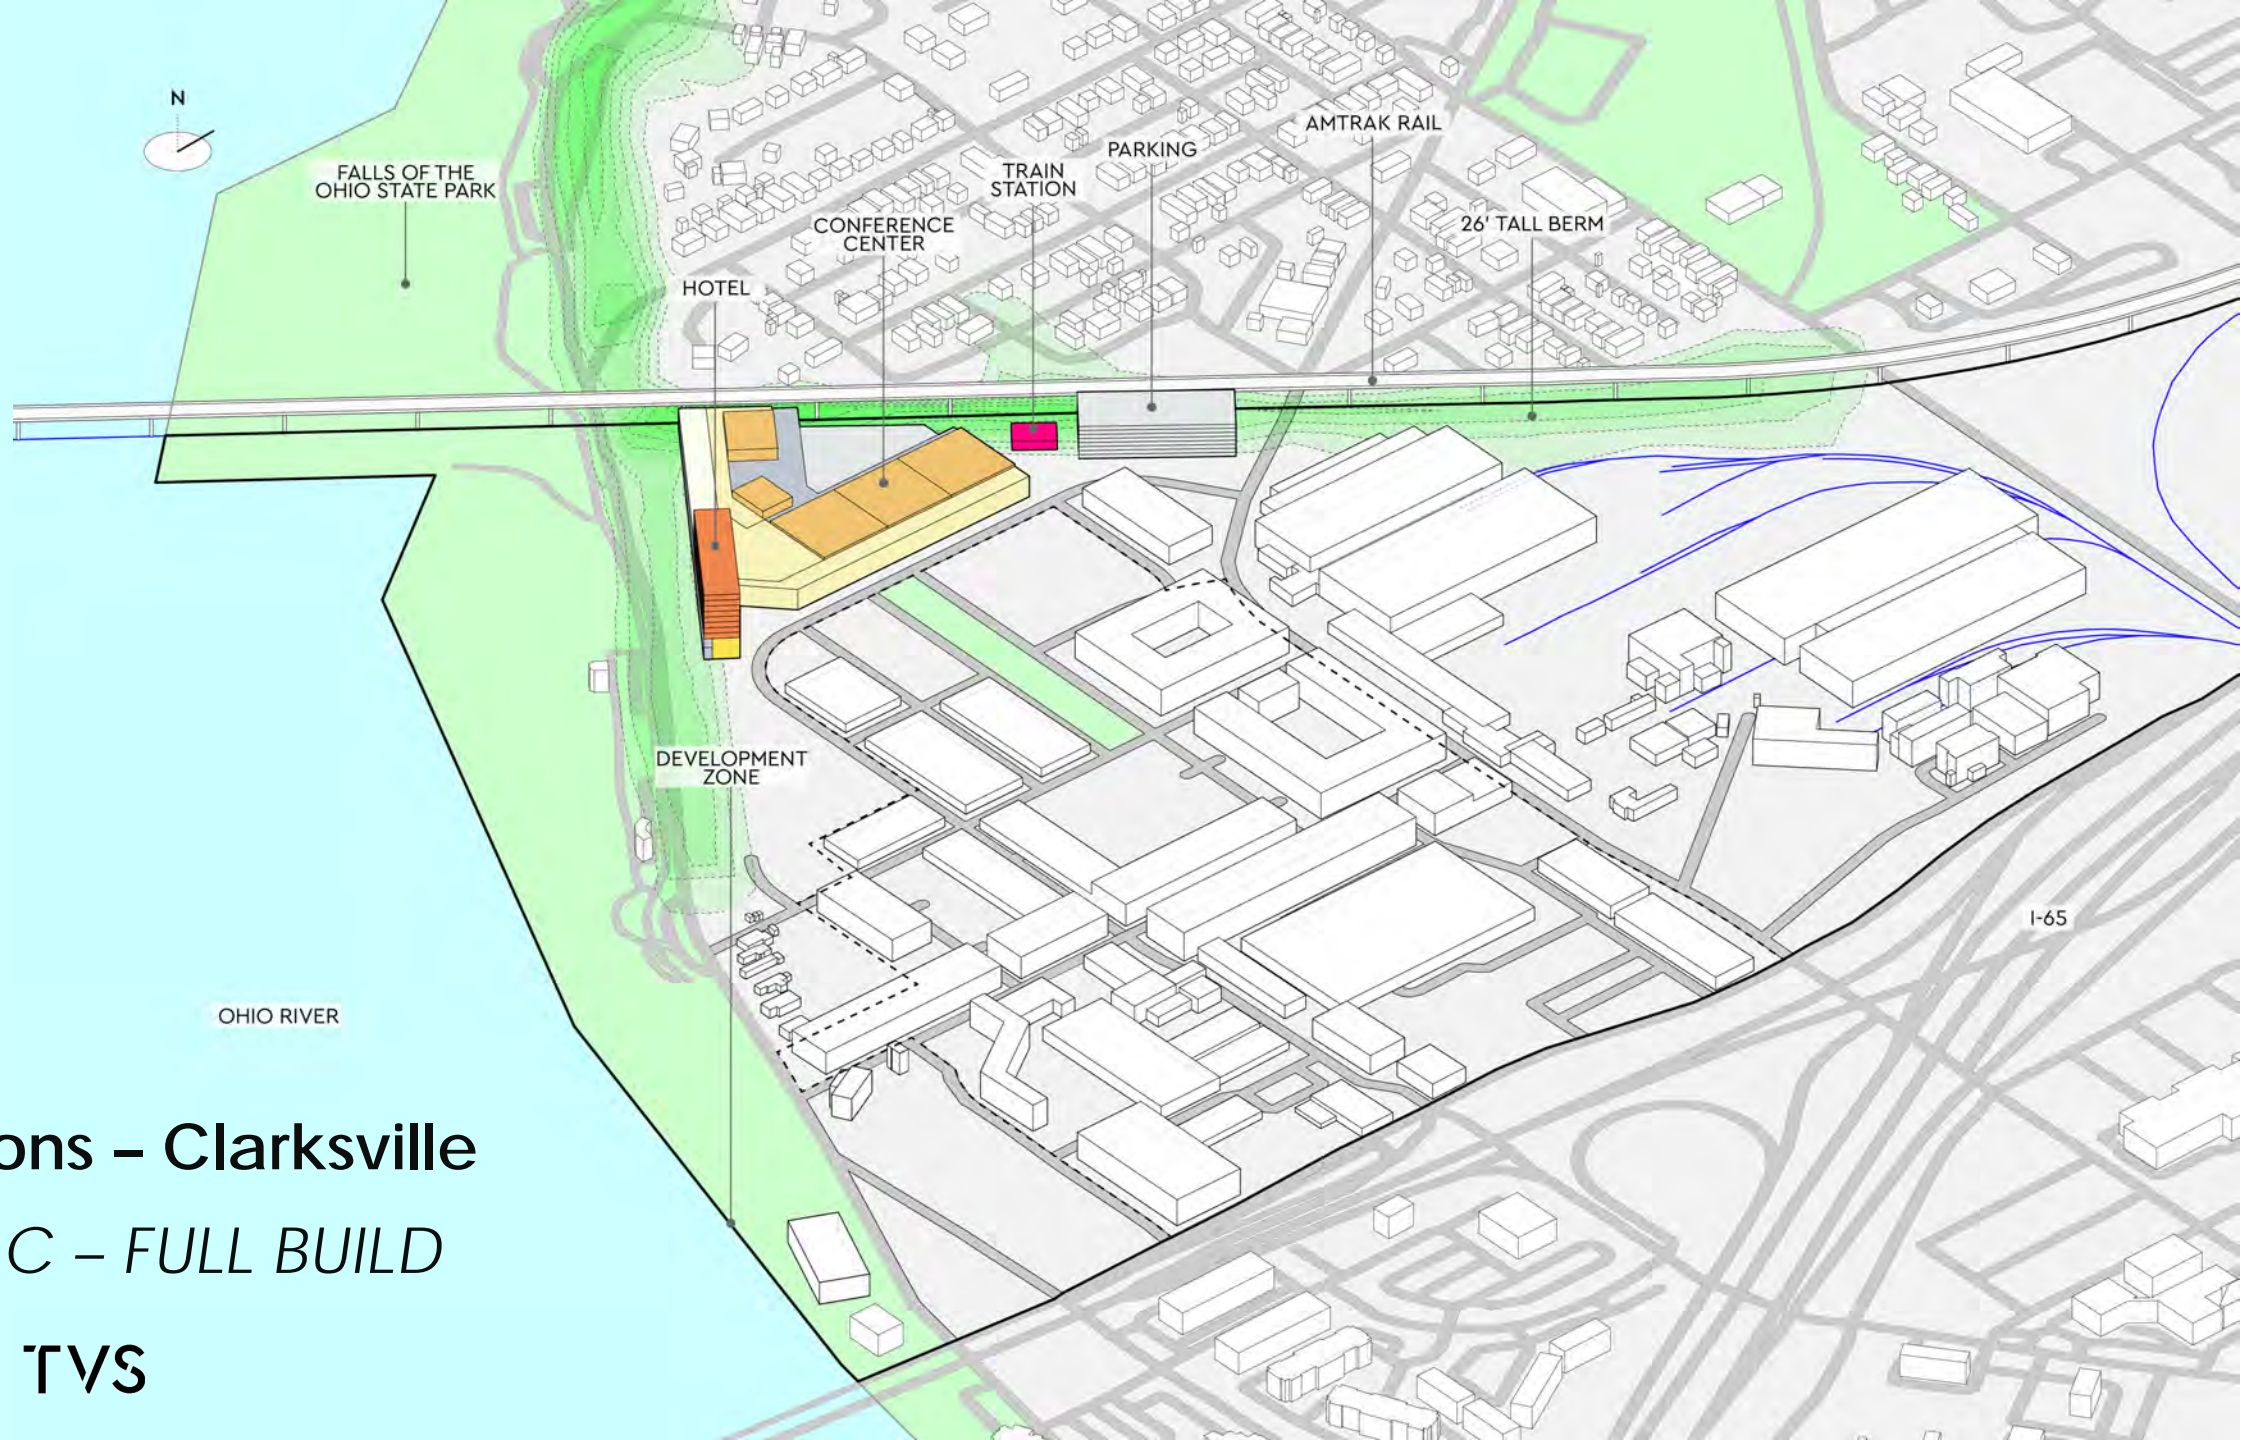 N
FALLS OF THE
OHIO STATE PARK
HOTEL
CONFERENCE
CENTER
TRAIN
STATION
PARKING
AMTRAK RAIL
26' TALL BERM
DEVELOPMENT
ZONE
I-65
OHIO RIVER
ons – Clarksville
C – FULL BUILD
TVS